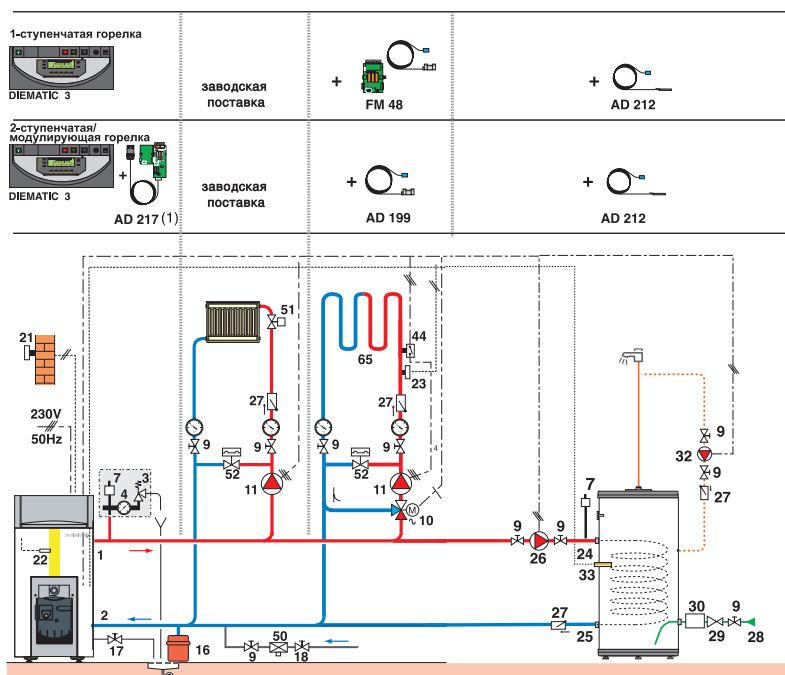 1-ступенчатая горелка
DIEMATIC 3
заводская
поставка
+
FM 48
+
AD 212
2-ступенчатая/
модулирующая горелка
+
DIEMATIC 3
AD 217 (1)
заводская
поставка
+
AD 199
+
AD 212
51
21
44
65
23
27
27
230V
50Hz
9
9
9
9
9
32
9
52
52
7
3
4
11
11
27
7
M
10
9
9
22
1
26
24
33
2
27
30
9
50
25
29
28
17
16
9
18